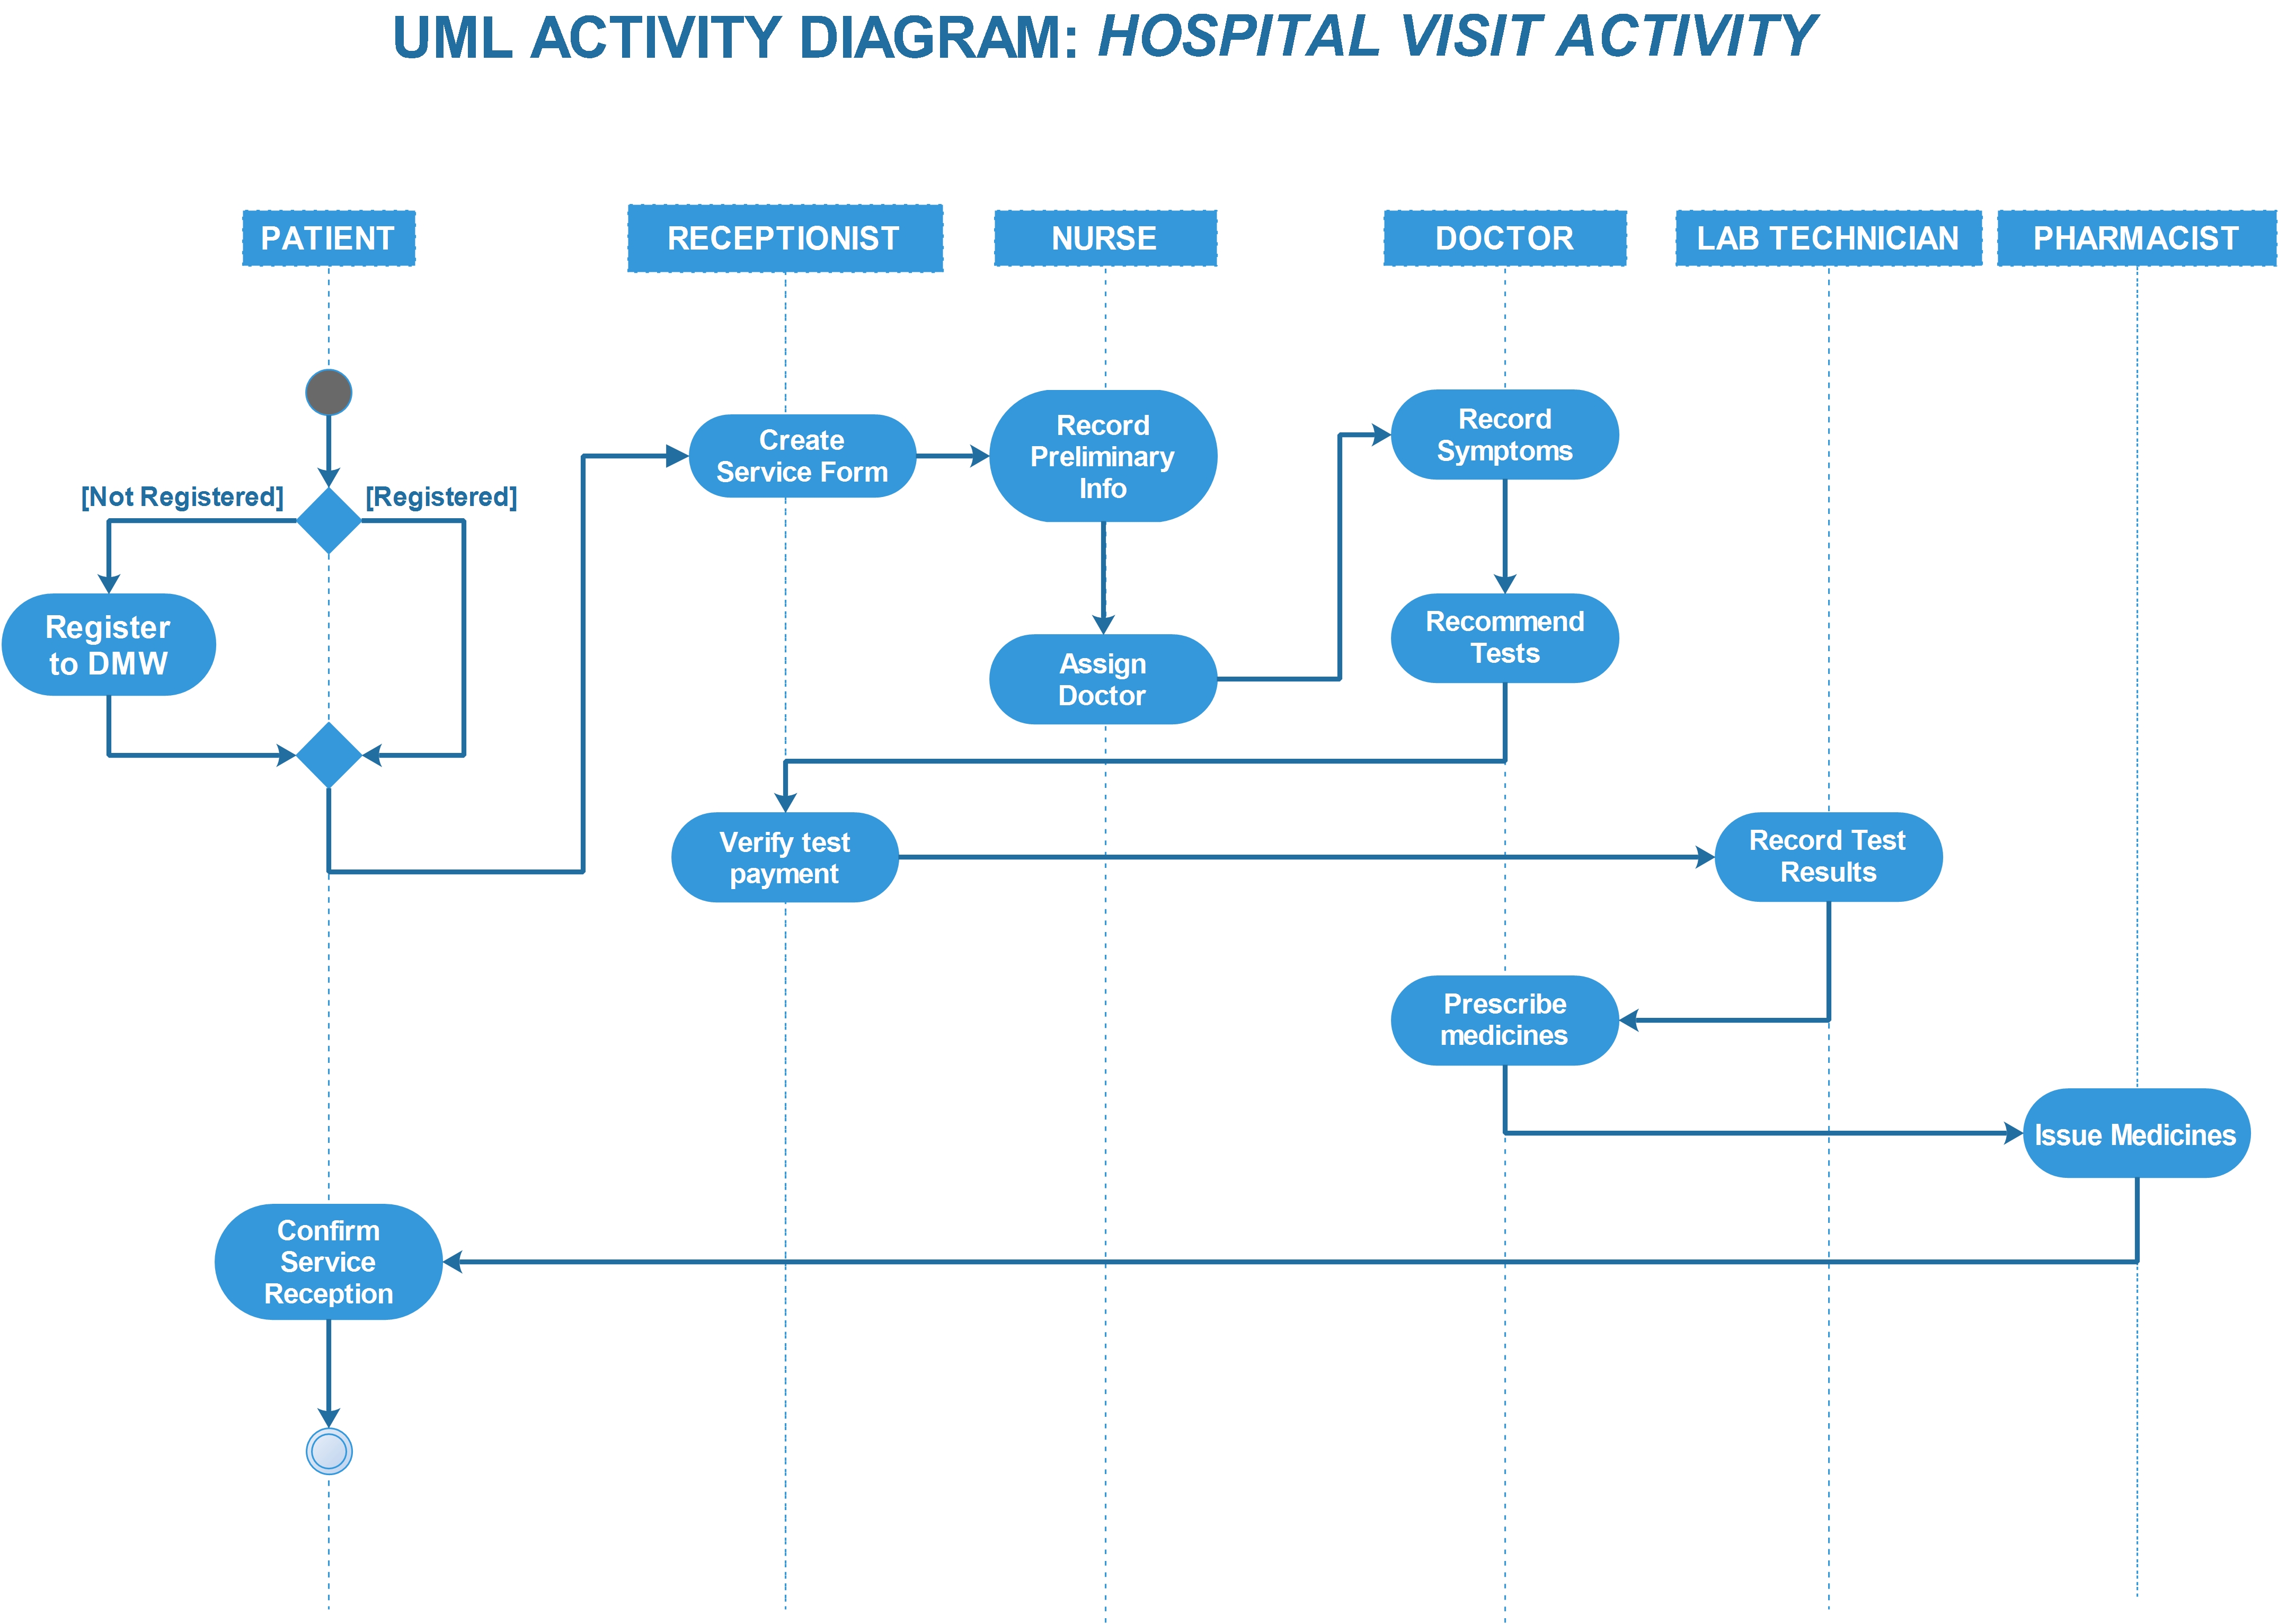 UML ACTIVITY DIAGRAM: HOSPITAL VISIT ACTIVITY
PATIENT
RECEPTIONIST
NURSE
DOCTOR
LAB TECHNICIAN
PHARMACIST
[Not Registered]
[Registered]
Register
to DMW
Create
Service Form
Record
Preliminary
Info
Assign
Doctor
Record
Symptoms
Recommend
Tests
Verify test
payment
Record Test
Results
Prescribe
medicines
Issue Medicines
Confirm
Service
Reception